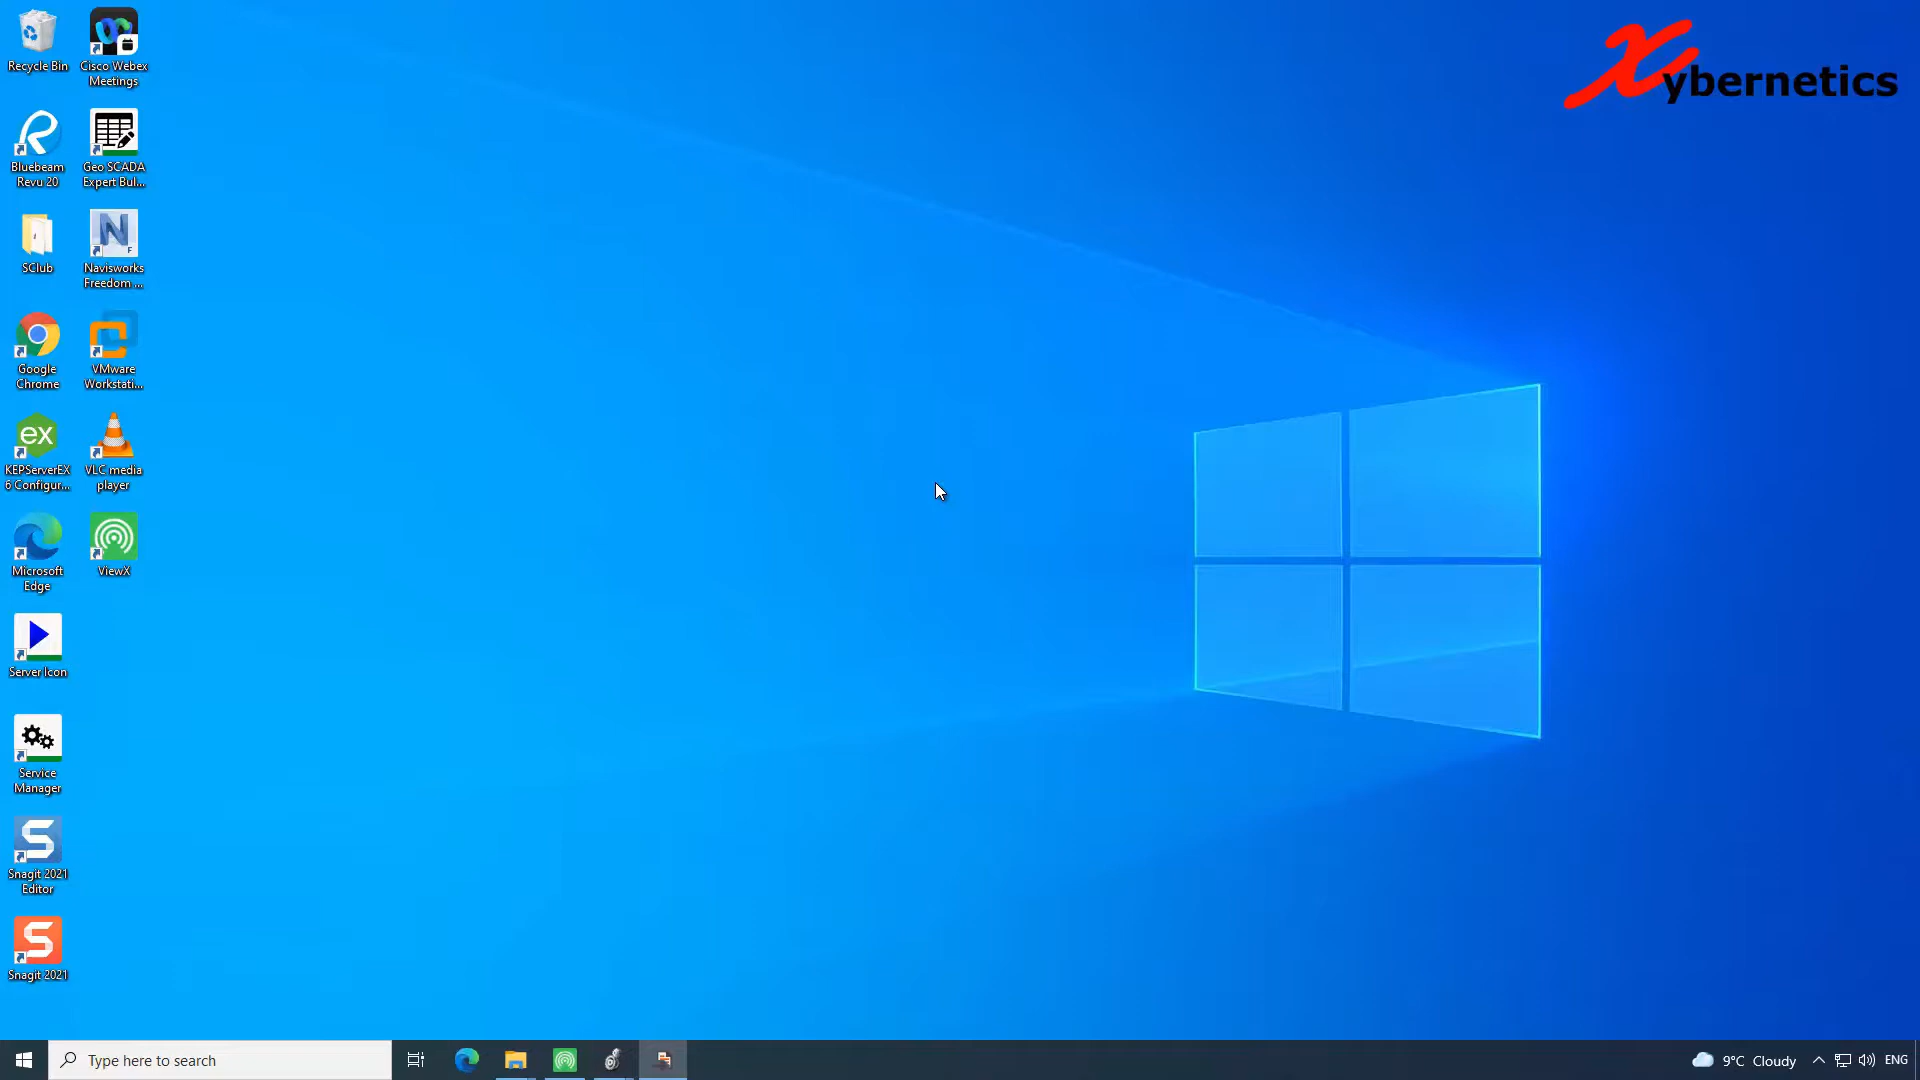 Recycle Bin
Cisco Webex
Meetings
Xybernetics
Bluebeam
Revu 20
Geo SCADA
Expert Bul...
SClub
N
F
Navisworks
Freedom ...
Google
Chrome
VMware
Workstati...
ex
KEPServerEX
6 Configur...
VLC media
player
Microsoft
Edge
ViewX
Server Icon
Service
Manager
S
Snagit 2021
Editor
S
Snagit 2021
Type here to search
9°C Cloudy
ENG